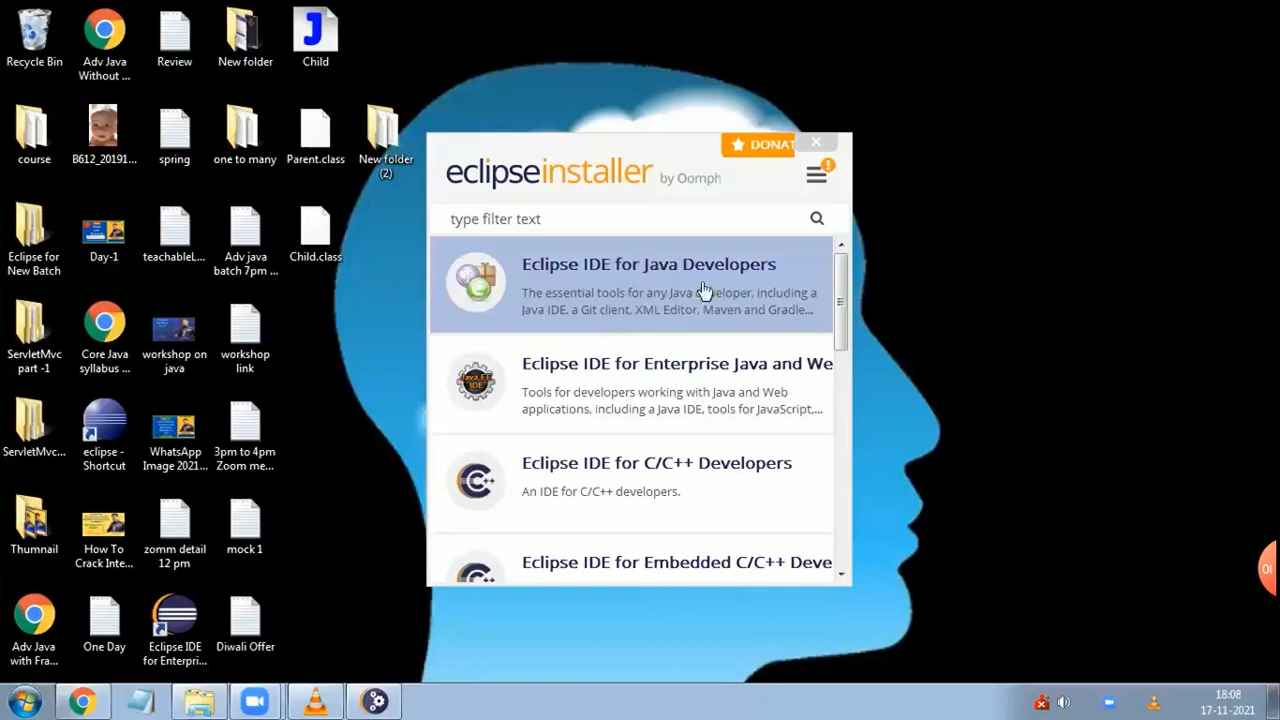 Recycle Bin
Adv Java
Without ...
Review
New folder
Child
course
B612_20191...
spring
one to many
Parent.class
New folder
(2)
Eclipse for
New Batch
Day-1
teachableL...
Adv java
batch 7pm ...
Child.class
ServletMvc
part -1
Core Java
syllabus ...
workshop on
java
workshop
link
ServletMvc...
eclipse -
Shortcut
WhatsApp
Image 2021...
3pm to 4pm
Zoom me...
Thumnail
How To
Crack Inte...
zomm detail
12 pm
mock 1
Adv Java
with Fra...
One Day
Eclipse IDE
for Enterpri...
Diwali Offer
DONAT
eclipseinstaller by Oomph
type filter text
Eclipse IDE for Java Developers
The essential tools for any Java developer, including a
Java IDE, a Git client, XML Editor, Maven and Gradle...
Eclipse IDE for Enterprise Java and We
Tools for developers working with Java and Web
applications, including a Java IDE, tools for JavaScript,...
Java EE
IDE
Eclipse IDE for C/C++ Developers
An IDE for C/C++ developers.
C++
Eclipse IDE for Embedded C/C++ Deve
18:08
17-11-2021